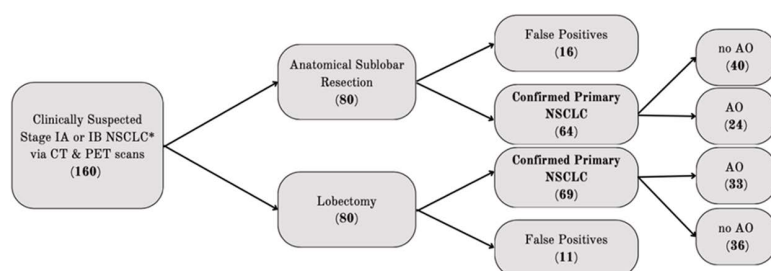 Clinically Suspected
Stage IA or IB NSCLC*
via CT & PET scans
(160)
Anatomical Sublobar
Resection
(80)
Lobectomy
(80)
False Positives
(16)
Confirmed Primary
NSCLC
(64)
Confirmed Primary
NSCLC
(69)
False Positives
(11)
no AO
(40)
AO
(24)
AO
(33)
no AO
(36)